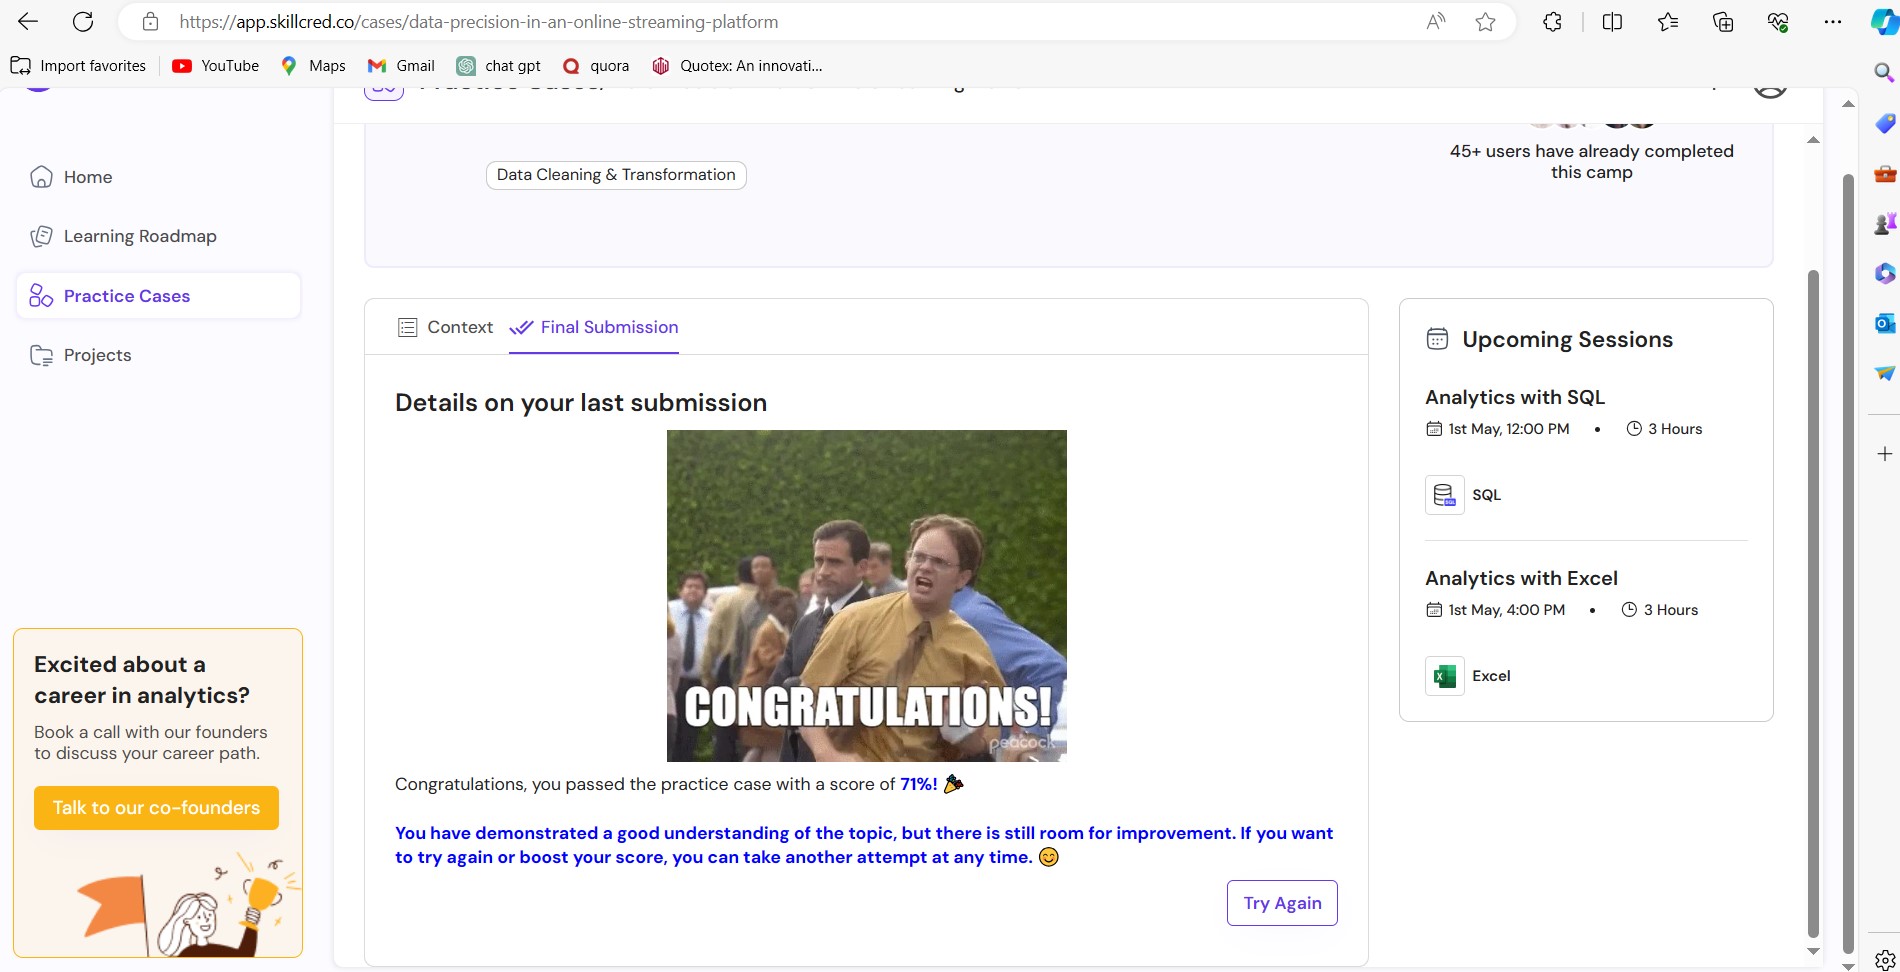 https://app.skillcred.co/cases/data-precision-in-an-online-streaming-platform
Import favorites
YouTube
Maps
Gmail
chat gpt
quora
Quotex: An innovati...
Home
Learning Roadmap
Practice Cases
Projects
Excited about a
career in analytics?
Book a call with our founders
to discuss your career path.
Talk to our co-founders
Data Cleaning & Transformation
45+ users have already completed
this camp
Context
Final Submission
Details on your last submission
CONGRATULATIONS!
peacock
Congratulations, you passed the practice case with a score of 71%! 🎉
You have demonstrated a good understanding of the topic, but there is still room for improvement. If you want
to try again or boost your score, you can take another attempt at any time. 😊
Try Again
Upcoming Sessions
Analytics with SQL
1st May, 12:00 PM • 3 Hours
SQL
Analytics with Excel
1st May, 4:00 PM • 3 Hours
Excel